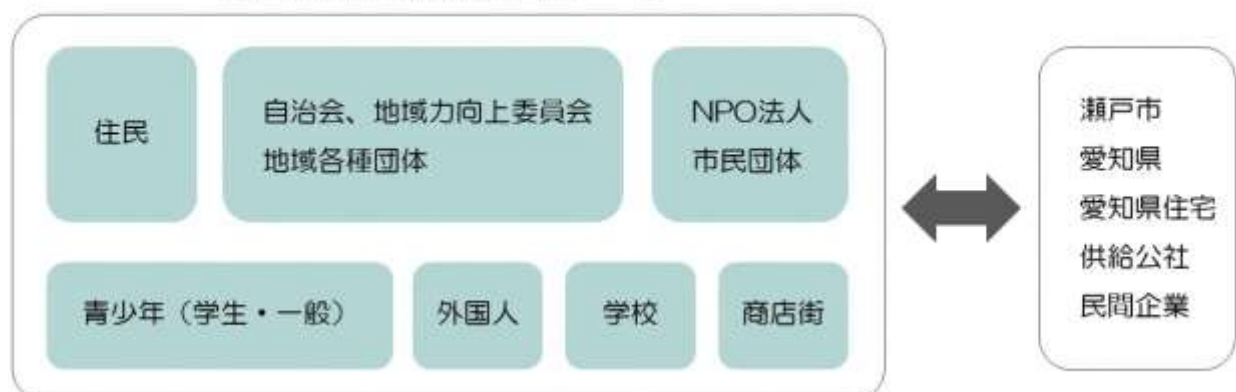 住民
自治会、地域力向上委員会
地域各種団体
NPO法人
市民団体
青少年（学生・一般）
外国人
学校
商店街
瀬戸市
愛知県
愛知県住宅
供給公社
民間企業